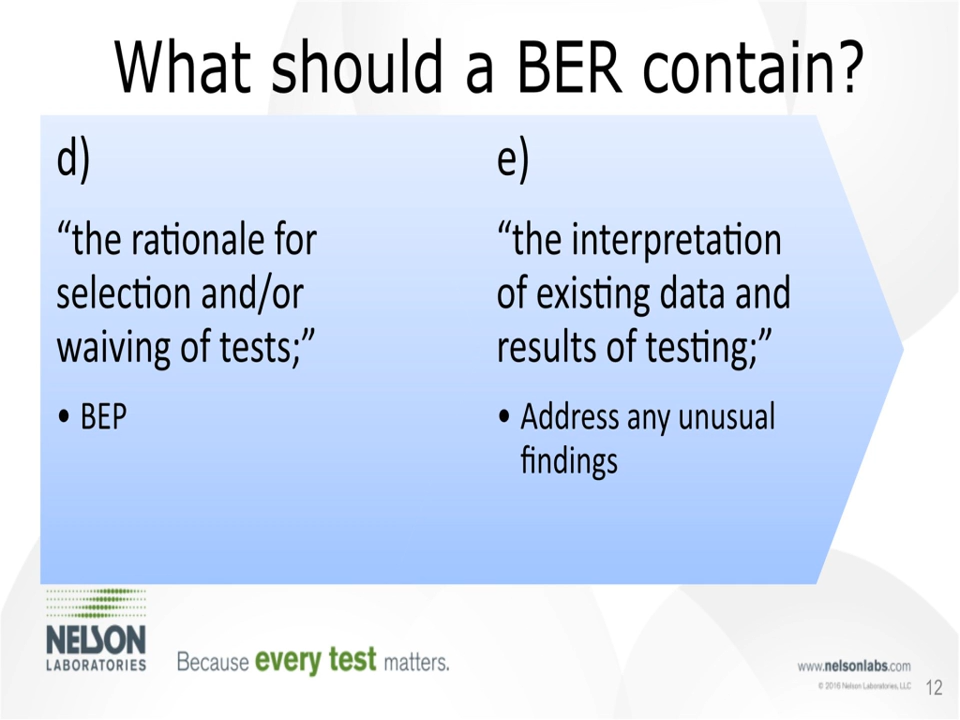 What should a BER contain?
d)
“the rationale for
selection and/or
waiving of tests;”
• BEP
e)
“the interpretation
of existing data and
results of testing;”
• Address any unusual
findings
NELSON
LABORATORIES
Because every test matters.
www.nelsonlabs.com
© 2016 Nelson Laboratories, LLC
12